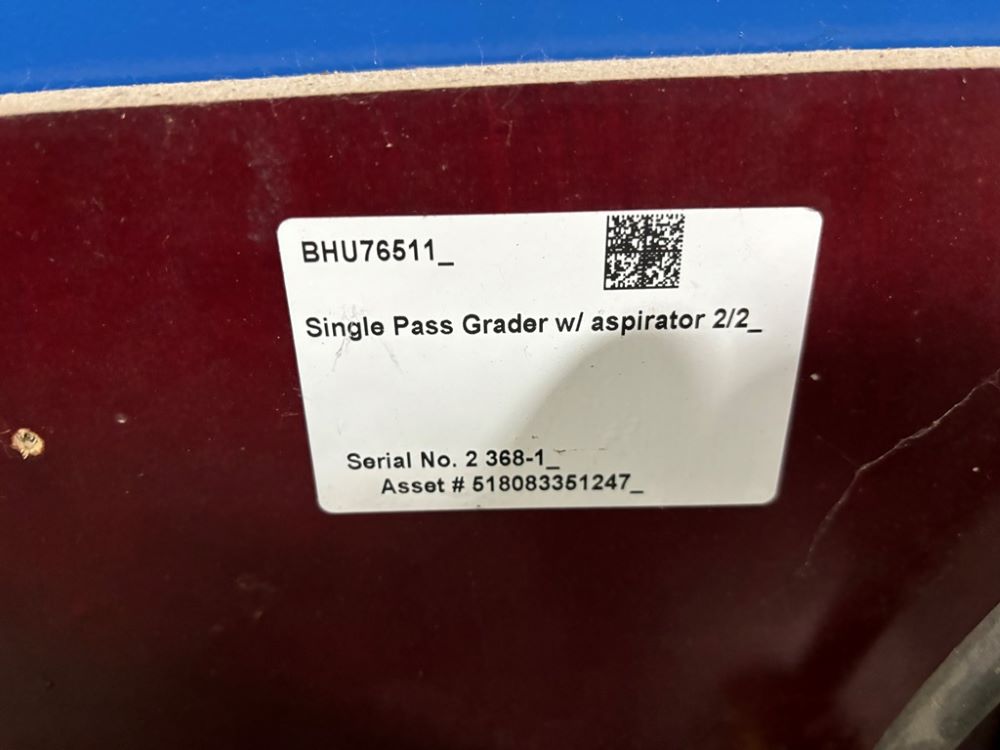 BHU76511_
Single Pass Grader w/ aspirator 2/2_
Serial No. 2 368-1_
Asset # 518083351247_